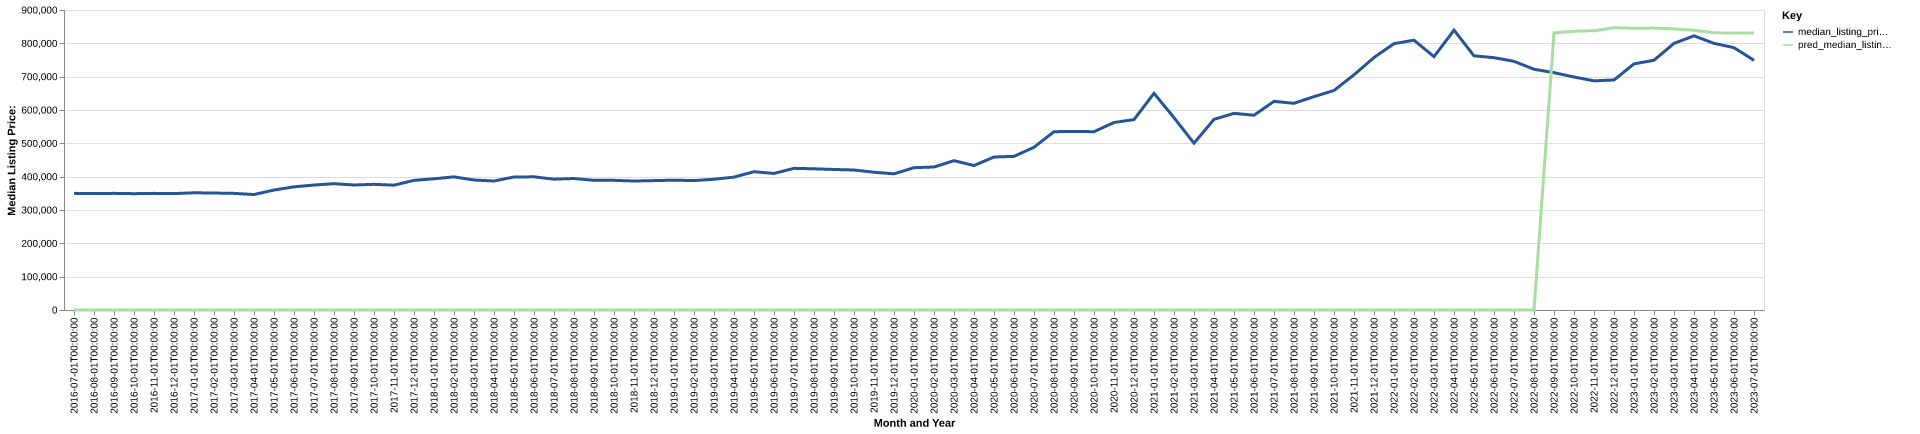 900,000
800,000
700,000
600,000
500,000
400,000
300,000
200,000
100,000
0
Median Listing Price:
2016-07-01T00:00:00
2016-08-01T00:00:00
2016-09-01T00:00:00
2016-10-01T00:00:00
2016-11-01T00:00:00
2016-12-01T00:00:00
2017-01-01T00:00:00
2017-02-01T00:00:00
2017-03-01T00:00:00
2017-04-01T00:00:00
2017-05-01T00:00:00
2017-06-01T00:00:00
2017-07-01T00:00:00
2017-08-01T00:00:00
2017-09-01T00:00:00
2017-10-01T00:00:00
2017-11-01T00:00:00
2017-12-01T00:00:00
2018-01-01T00:00:00
2018-02-01T00:00:00
2018-03-01T00:00:00
2018-04-01T00:00:00
2018-05-01T00:00:00
2018-06-01T00:00:00
2018-07-01T00:00:00
2018-08-01T00:00:00
2018-09-01T00:00:00
2018-10-01T00:00:00
2018-11-01T00:00:00
2018-12-01T00:00:00
2019-01-01T00:00:00
2019-02-01T00:00:00
2019-03-01T00:00:00
2019-04-01T00:00:00
2019-05-01T00:00:00
2019-06-01T00:00:00
2019-07-01T00:00:00
2019-08-01T00:00:00
2019-09-01T00:00:00
2019-10-01T00:00:00
2019-11-01T00:00:00
2019-12-01T00:00:00
2020-01-01T00:00:00
2020-02-01T00:00:00
2020-03-01T00:00:00
2020-04-01T00:00:00
2020-05-01T00:00:00
2020-06-01T00:00:00
2020-07-01T00:00:00
2020-08-01T00:00:00
2020-09-01T00:00:00
2020-10-01T00:00:00
2020-11-01T00:00:00
2020-12-01T00:00:00
2021-01-01T00:00:00
2021-02-01T00:00:00
2021-03-01T00:00:00
2021-04-01T00:00:00
2021-05-01T00:00:00
2021-06-01T00:00:00
2021-07-01T00:00:00
2021-08-01T00:00:00
2021-09-01T00:00:00
2021-10-01T00:00:00
2021-11-01T00:00:00
2021-12-01T00:00:00
2022-01-01T00:00:00
2022-02-01T00:00:00
2022-03-01T00:00:00
2022-04-01T00:00:00
2022-05-01T00:00:00
2022-06-01T00:00:00
2022-07-01T00:00:00
2022-08-01T00:00:00
2022-09-01T00:00:00
2022-10-01T00:00:00
2022-11-01T00:00:00
2022-12-01T00:00:00
2023-01-01T00:00:00
2023-02-01T00:00:00
2023-03-01T00:00:00
2023-04-01T00:00:00
2023-05-01T00:00:00
2023-06-01T00:00:00
2023-07-01T00:00:00
Month and Year
Key
median_listing_pri…
pred_median_listin…